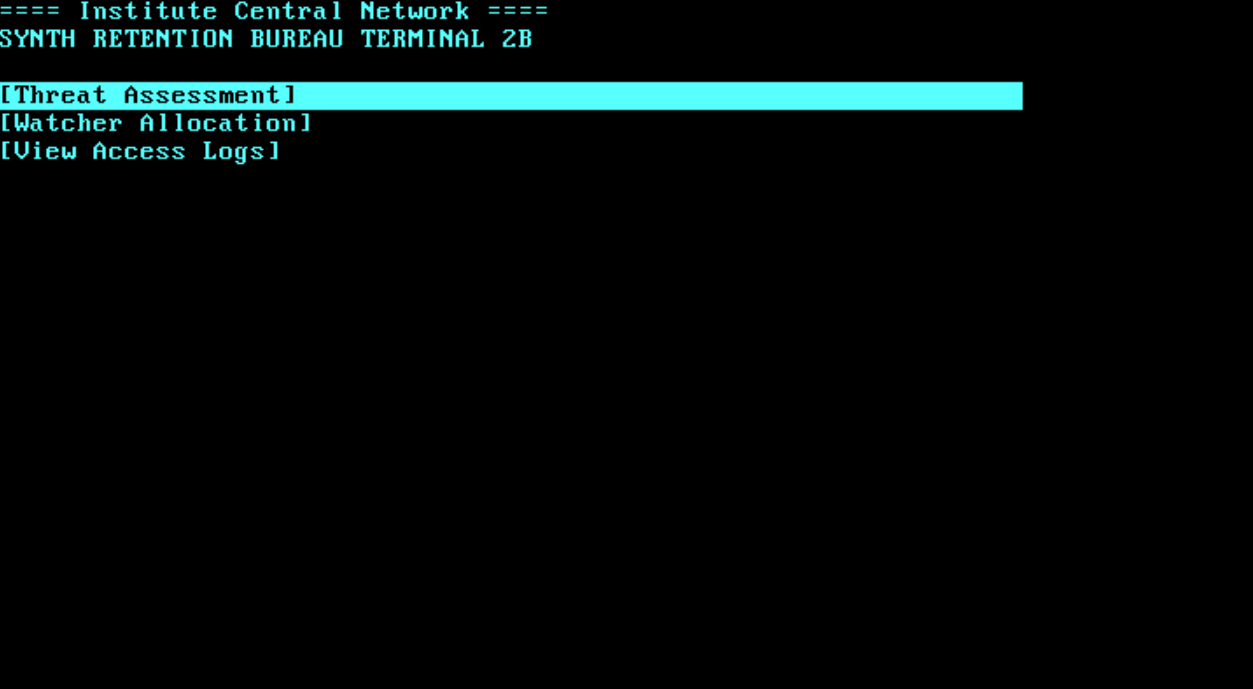 ==== Institute Central Network ====
SYNTH RETENTION BUREAU TERMINAL 2B
[Threat Assessment]
[Watcher Allocation]
[View Access Logs]